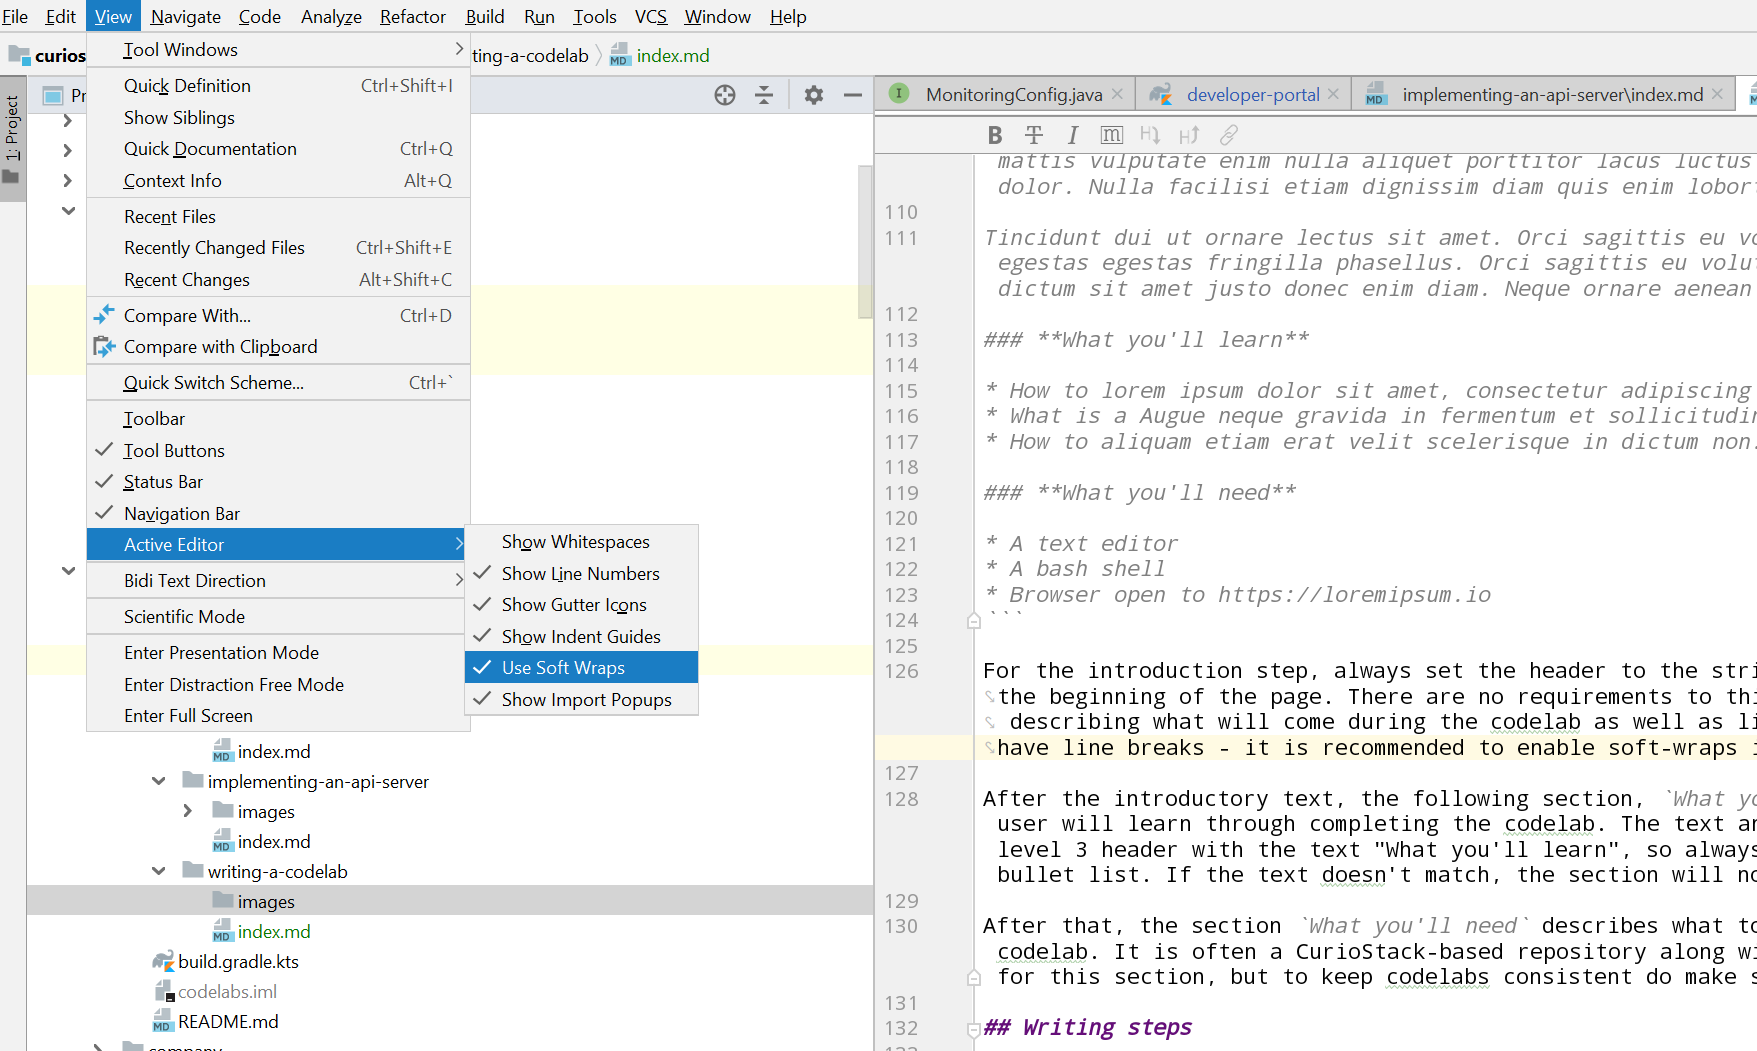 File Edit View Navigate Code Analyze Refactor Build Run Tools VCS Window Help
curios
ting-a-codelab
index.md
1: Project
Pr
Tool Windows
Quick Definition Ctrl+Shift+I
Show Siblings
Quick Documentation Ctrl+Q
Context Info Alt+Q
Recent Files
Recently Changed Files Ctrl+Shift+E
Recent Changes Alt+Shift+C
Compare With... Ctrl+D
Compare with Clipboard
Quick Switch Scheme... Ctrl+`
Toolbar
Tool Buttons
Status Bar
Navigation Bar
Active Editor
Bidi Text Direction
Scientific Mode
Enter Presentation Mode
Enter Distraction Free Mode
Enter Full Screen
Show Whitespaces
Show Line Numbers
Show Gutter Icons
Show Indent Guides
Use Soft Wraps
Show Import Popups
index.md
implementing-an-api-server
images
index.md
writing-a-codelab
images
index.md
build.gradle.kts
codelabs.iml
README.md
company
MonitoringConfig.java developer-portal implementing-an-api-server\index.md
B T I m H H
mattis vulputate enim nulla aliquet porttitor lacus luctus
dolor. Nulla facilisi etiam dignissim diam quis enim lobor
110
111 Tincidunt dui ut ornare lectus sit amet. Orci sagittis eu vo
egestas egestas fringilla phasellus. Orci sagittis eu volut
dictum sit amet justo donec enim diam. Neque ornare aenean
112
113 ### **What you'll learn**
114
115 * How to lorem ipsum dolor sit amet, consectetur adipiscing
116 * What is a Augue neque gravida in fermentum et sollicitudin
117 * How to aliquam etiam erat velit scelerisque in dictum non.
118
119 ### **What you'll need**
120
121 * A text editor
122 * A bash shell
123 * Browser open to https://loremipsum.io
124 ```
125
126 For the introduction step, always set the header to the stri
the beginning of the page. There are no requirements to thi
describing what will come during the codelab as well as li
have line breaks - it is recommended to enable soft-wraps i
127
128 After the introductory text, the following section, `What yo
user will learn through completing the codelab. The text an
level 3 header with the text "What you'll learn", so always
bullet list. If the text doesn't match, the section will no
129
130 After that, the section `What you'll need` describes what to
codelab. It is often a CurioStack-based repository along wi
for this section, but to keep codelabs consistent do make s
131
132 ## Writing steps